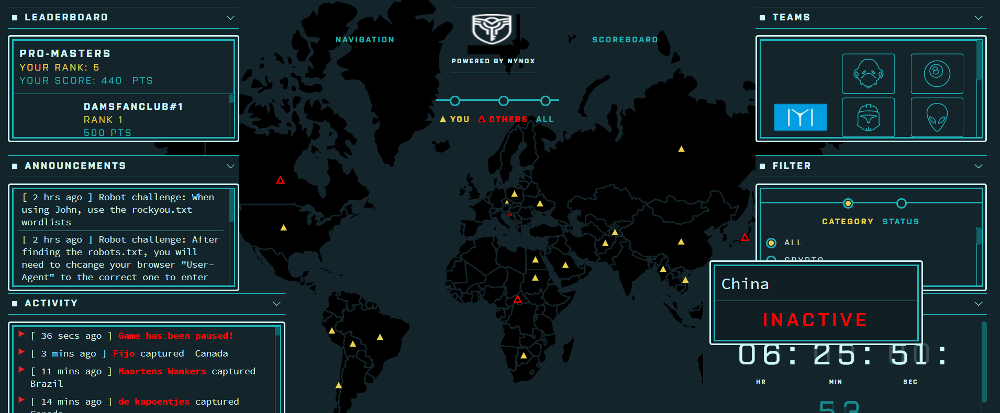 LEADERBOARD
PRO-MASTERS
YOUR RANK: 5
YOUR SCORE: 440 PTS
DAMSFANCLUB#1
RANK 1
500 PTS
ANNOUNCEMENTS
[ 2 hrs ago ] Robot challenge: When
using John, use the rockyou.txt
wordlists
[ 2 hrs ago ] Robot challenge: After
finding the robots.txt, you will
need to chcange your browser "User-
Agent" to the correct one to enter
ACTIVITY
[ 36 secs ago ] Game has been paused!
[ 3 mins ago ] Fijo captured Canada
[ 11 mins ago ] Maartens Wankers captured
Brazil
[ 14 mins ago ] de kapoentjes captured
Canada
NAVIGATION
POWERED BY NYNOX
SCOREBOARD
YOU OTHERS ALL
TEAMS
8
FILTER
CATEGORY STATUS
ALL
CRYPTO
China
INACTIVE
06: 25: 51:
HR MIN SEC
53